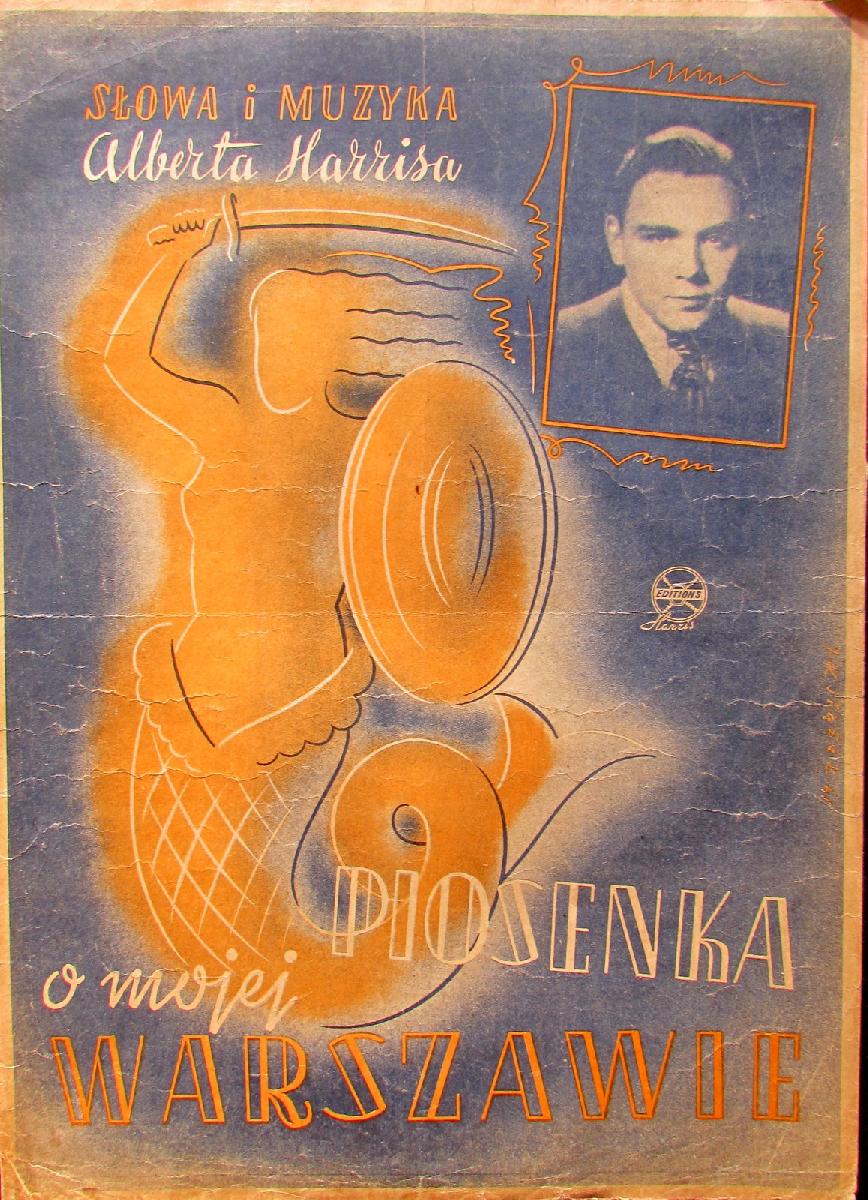 SŁOWA i MUZYKA
Alberta Harrisa
EDITIONS
Harris
PIOSENKA
o mojej
WARSZAWIE